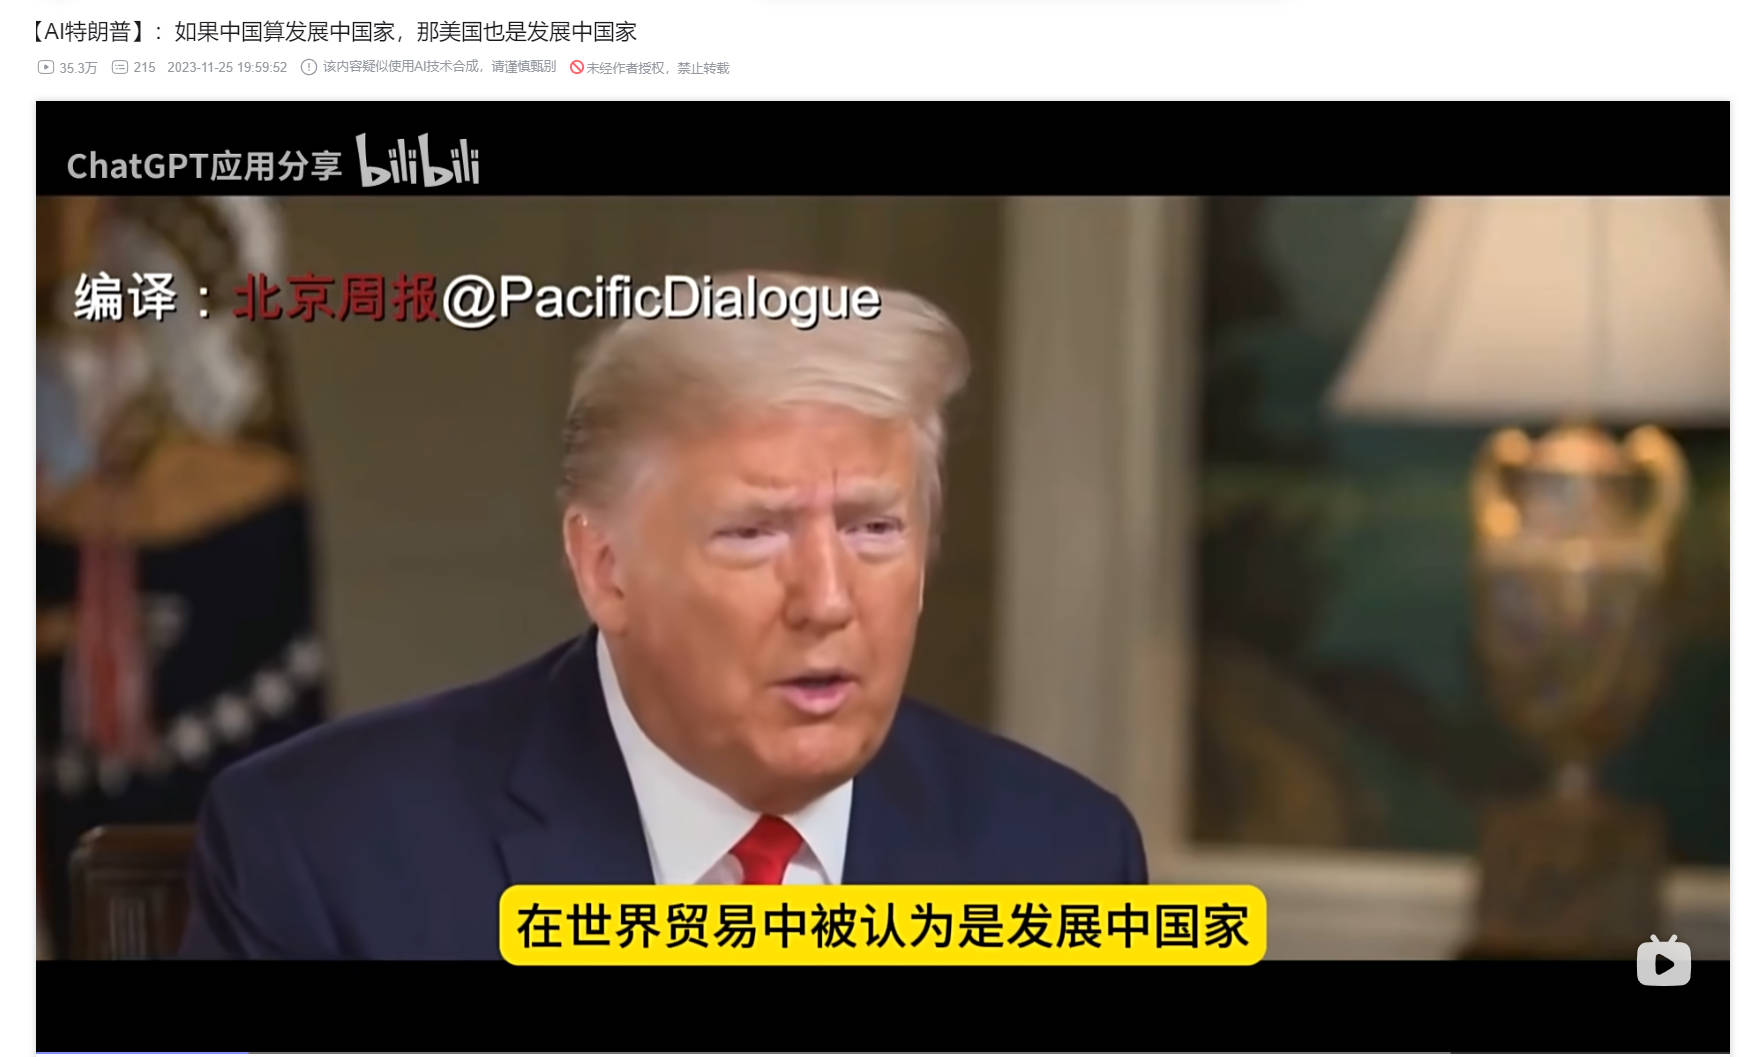 【AI特朗普】：如果中国算发展中国家，那美国也是发展中国家
35.3万 215 2023-11-25 19:59:52 该内容疑似使用AI技术合成，请谨慎甄别 未经作者授权，禁止转载
ChatGPT应用分享 bilibili
编译：北京周报@PacificDialogue
在世界贸易中被认为是发展中国家